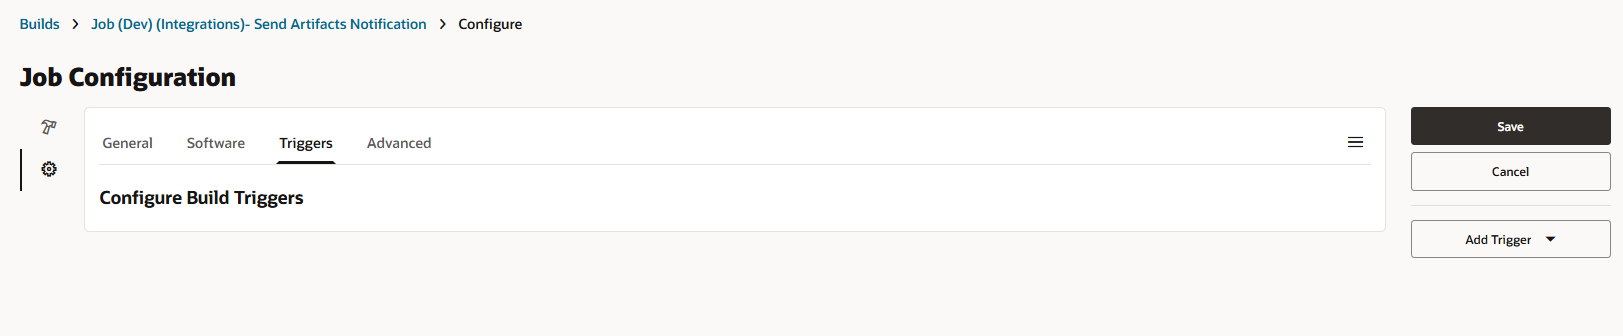 Builds > Job (Dev) (Integrations)- Send Artifacts Notification > Configure
Job Configuration
General Software Triggers Advanced
Configure Build Triggers
Save
Cancel
Add Trigger